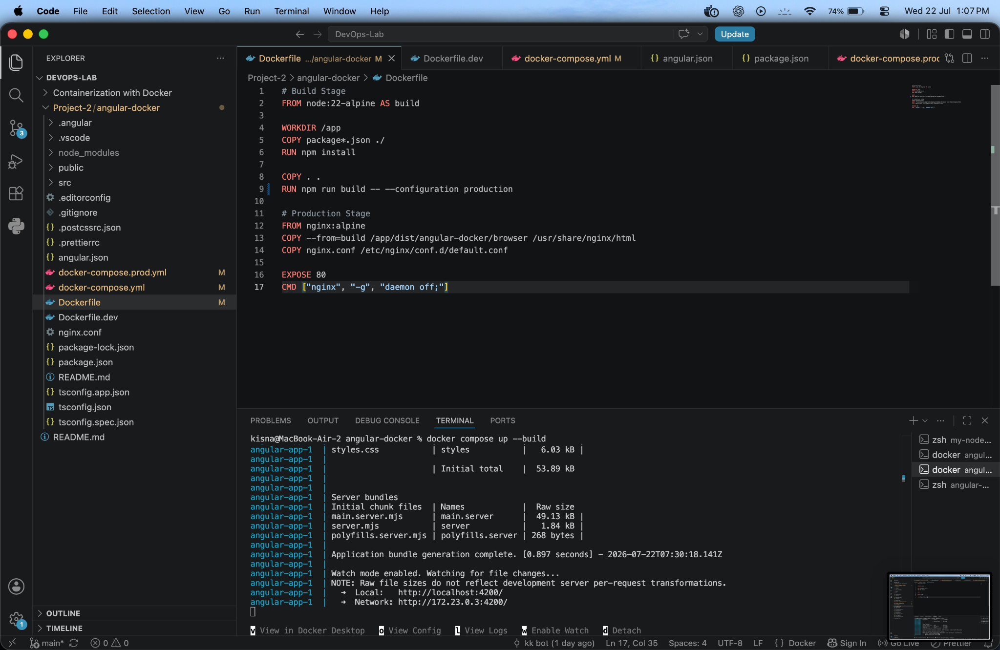 Code File Edit Selection View Go Run Terminal Window Help 74% Wed 22 Jul 1:07 PM
DevOps-Lab Update
EXPLORER
DEVOPS-LAB
Containerization with Docker
Project-2/angular-docker
.angular
.vscode
node_modules
public
src
.editorconfig
.gitignore
{} .postcssrc.json
{} .prettierrc
{} angular.json
docker-compose.prod.yml M
docker-compose.yml M
Dockerfile M
Dockerfile.dev
nginx.conf
{} package-lock.json
{} package.json
README.md
{} tsconfig.app.json
TS tsconfig.json
{} tsconfig.spec.json
README.md
OUTLINE
TIMELINE
3
1
Dockerfile .../angular-docker M Dockerfile.dev docker-compose.yml M {} angular.json {} package.json docker-compose.proc
Project-2 > angular-docker > Dockerfile
1 # Build Stage
2 FROM node:22-alpine AS build
3
4 WORKDIR /app
5 COPY package*.json ./
6 RUN npm install
7
8 COPY . .
9 RUN npm run build -- --configuration production
10
11 # Production Stage
12 FROM nginx:alpine
13 COPY --from=build /app/dist/angular-docker/browser /usr/share/nginx/html
14 COPY nginx.conf /etc/nginx/conf.d/default.conf
15
16 EXPOSE 80
17 CMD ["nginx", "-g", "daemon off;"]
PROBLEMS OUTPUT DEBUG CONSOLE TERMINAL PORTS
kisna@MacBook-Air-2 angular-docker % docker compose up --build
angular-app-1 | styles.css | styles | 6.03 kB |
angular-app-1 |
angular-app-1 | | Initial total | 53.89 kB
angular-app-1 |
angular-app-1 |
angular-app-1 | Server bundles
angular-app-1 | Initial chunk files | Names | Raw size
angular-app-1 | main.server.mjs | main.server | 49.13 kB |
angular-app-1 | server.mjs | server | 1.84 kB |
angular-app-1 | polyfills.server.mjs | polyfills.server | 268 bytes |
angular-app-1 |
angular-app-1 | Application bundle generation complete. [0.897 seconds] - 2026-07-22T07:30:18.141Z
angular-app-1 |
angular-app-1 | Watch mode enabled. Watching for file changes...
angular-app-1 | NOTE: Raw file sizes do not reflect development server per-request transformations.
angular-app-1 | ➜ Local: http://localhost:4200/
angular-app-1 | ➜ Network: http://172.23.0.3:4200/
v View in Docker Desktop o View Config l View Logs w Enable Watch d Detach
zsh my-node...
docker angul...
docker angul...
zsh angular-...
main* 0 0 kk bot (1 day ago) Ln 17, Col 35 Spaces: 4 UTF-8 LF {} Docker Sign In Go Live Prettier